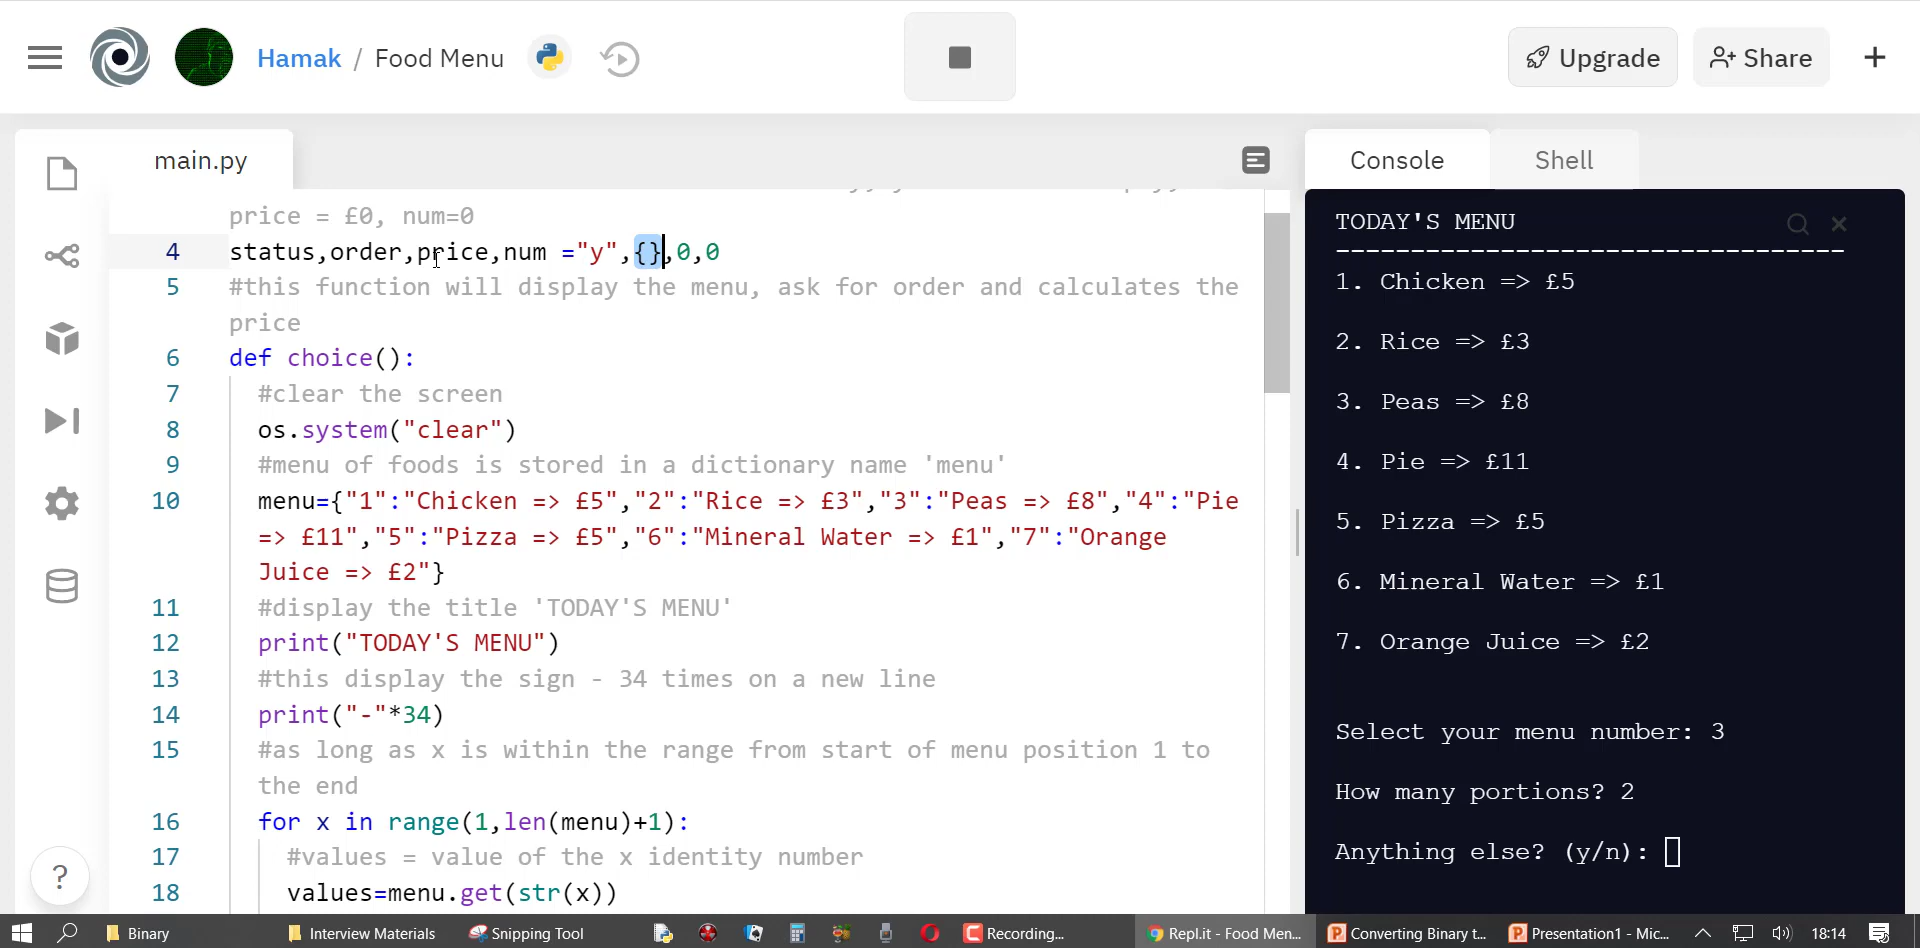 Hamak / Food Menu
Upgrade
Share
main.py
Console
Shell
price = £0, num=0
4 status,order,price,num ="y",{},0,0
5 #this function will display the menu, ask for order and calculates the
price
6 def choice():
7 #clear the screen
8 os.system("clear")
9 #menu of foods is stored in a dictionary name 'menu'
10 menu={"1":"Chicken => £5","2":"Rice => £3","3":"Peas => £8","4":"Pie
=> £11","5":"Pizza => £5","6":"Mineral Water => £1","7":"Orange
Juice => £2"}
11 #display the title 'TODAY'S MENU'
12 print("TODAY'S MENU")
13 #this display the sign - 34 times on a new line
14 print("-"*34)
15 #as long as x is within the range from start of menu position 1 to
the end
16 for x in range(1,len(menu)+1):
17 #values = value of the x identity number
18 values=menu.get(str(x))
?
TODAY'S MENU
----------------------------------
1. Chicken => £5
2. Rice => £3
3. Peas => £8
4. Pie => £11
5. Pizza => £5
6. Mineral Water => £1
7. Orange Juice => £2
Select your menu number: 3
How many portions? 2
Anything else? (y/n):
Binary
Interview Materials
Snipping Tool
Recording...
Repl.it - Food Men...
Converting Binary t...
Presentation1 - Mic...
18:14